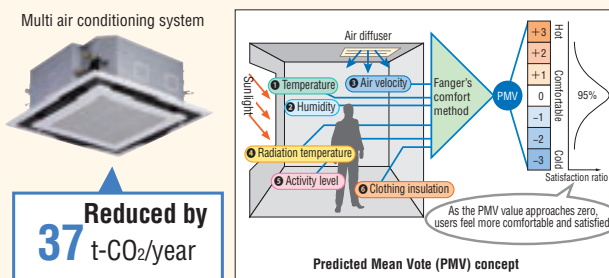 Multi air conditioning system
Reduced by
37 t-CO₂/year
Air diffuser
Sunlight
❶ Temperature
❸ Air velocity
❷ Humidity
❹ Radiation temperature
❺ Activity level
❻ Clothing insulation
Fanger's
comfort
method
PMV
+3
+2
+1
0
−1
−2
−3
Hot
Comfortable
Cold
95%
Satisfaction ratio
As the PMV value approaches zero,
users feel more comfortable and satisfied.
Predicted Mean Vote (PMV) concept